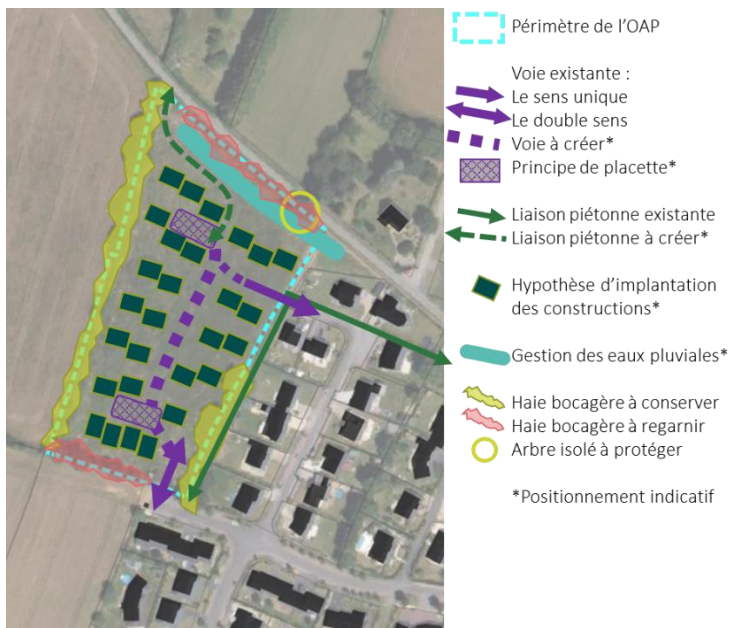 Périmètre de l’OAP
Voie existante :
Le sens unique
Le double sens
Voie à créer*
Principe de placette*
Liaison piétonne existante
Liaison piétonne à créer*
Hypothèse d’implantation
des constructions*
Gestion des eaux pluviales*
Haie bocagère à conserver
Haie bocagère à regarnir
Arbre isolé à protéger
*Positionnement indicatif